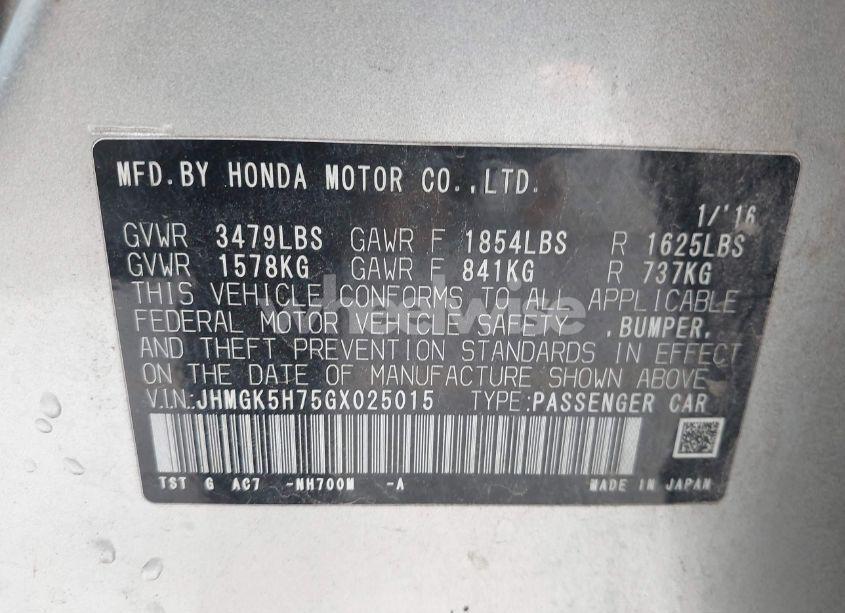 MFD.BY HONDA MOTOR CO.,LTD.
1/'16
GVWR 3479LBS GAWR F 1854LBS R 1625LBS
GVWR 1578KG GAWR F 841KG R 737KG
THIS VEHICLE CONFORMS TO ALL APPLICABLE
FEDERAL MOTOR VEHICLE SAFETY, BUMPER,
AND THEFT PREVENTION STANDARDS IN EFFECT
ON THE DATE OF MANUFACTURE SHOWN ABOVE
V.I.N.:JHMGK5H75GX025015 TYPE:PASSENGER CAR
TST G AC7 -NH700M -A MADE IN JAPAN
wheelwise